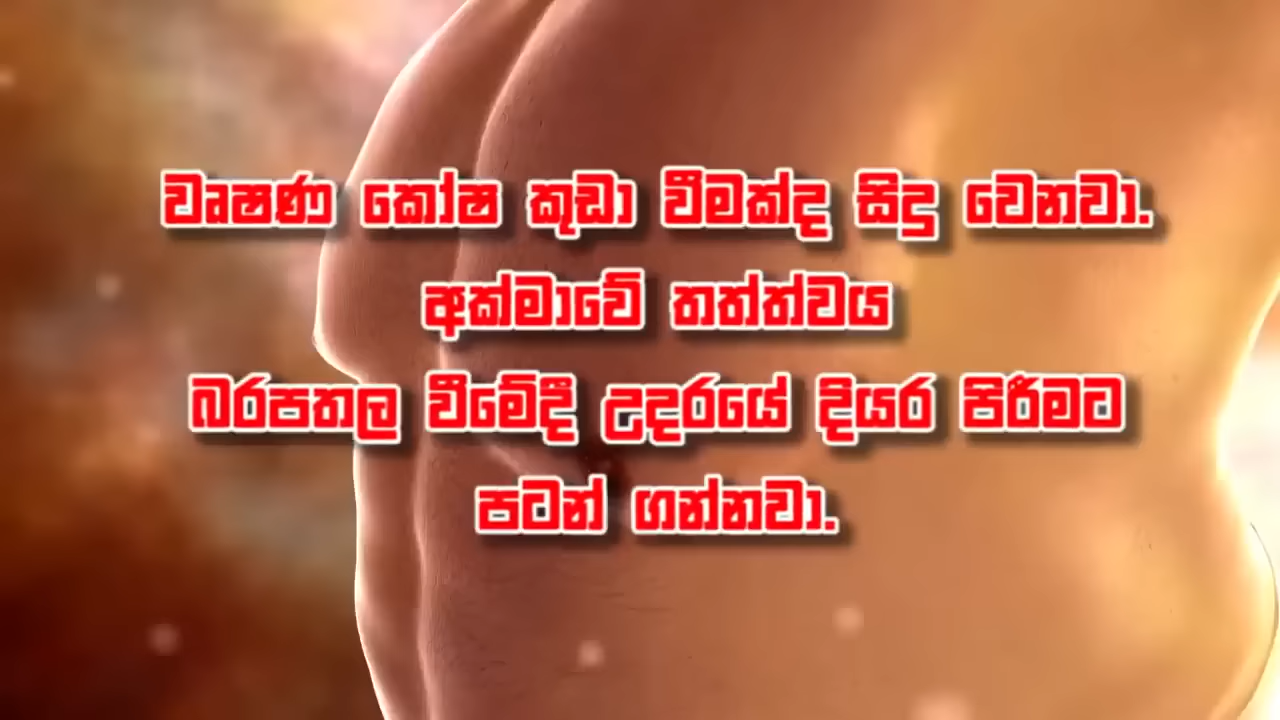 වෘෂණ කෝෂ කුඩා වීමක්ද සිදු වෙනවා.
අක්මාවේ තත්ත්වය
බරපතල වීමේදී උදරයේ දියර පිරීමට
පටන් ගන්නවා.